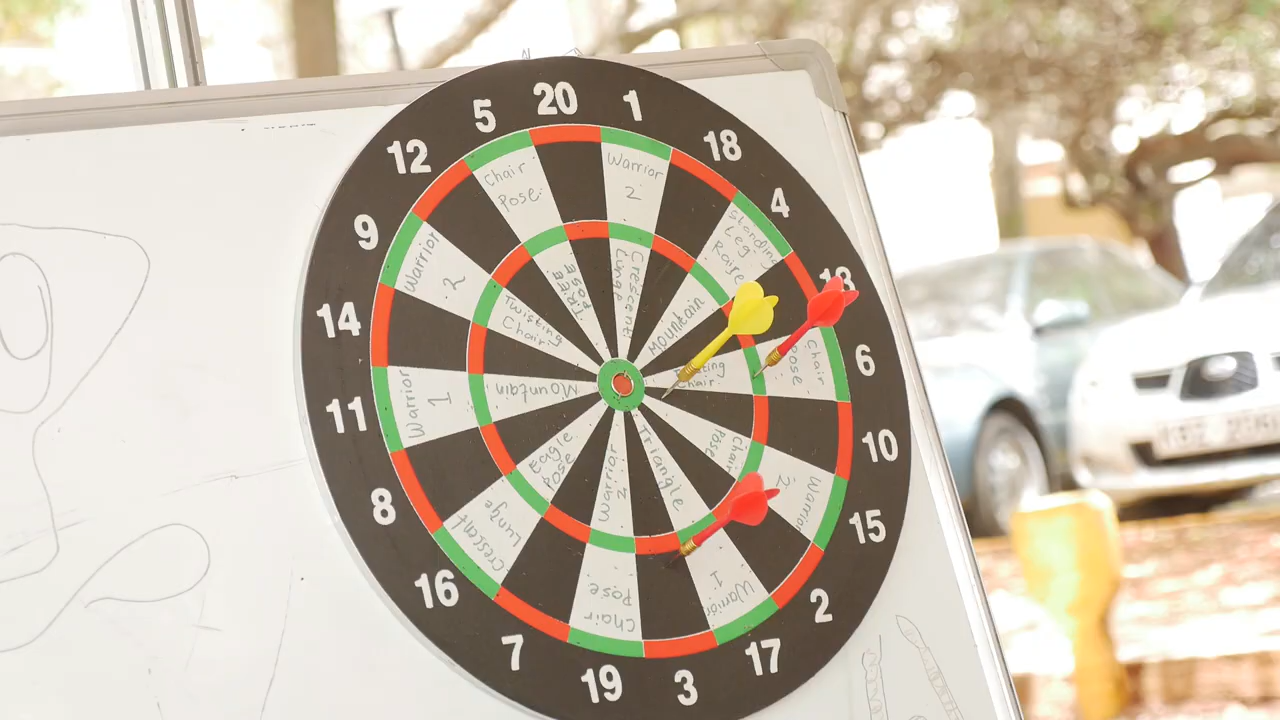 20
1
18
4
13
6
10
15
2
17
3
19
7
16
8
11
14
9
12
5
Chair
Pose
Warrior
2
Standing
Leg
Raire
Chair
Pose
Warrior
2
Warrior
1
Chair
Pose
Crescent
Lunge
Warrior
1
Warrior
2
TREE
POSE
Crescent
Lunge
Mountain
Chair
Chair
Pose
Triangle
Warrior
2
Eagle
Pose
Mountain
Twisting
Chair